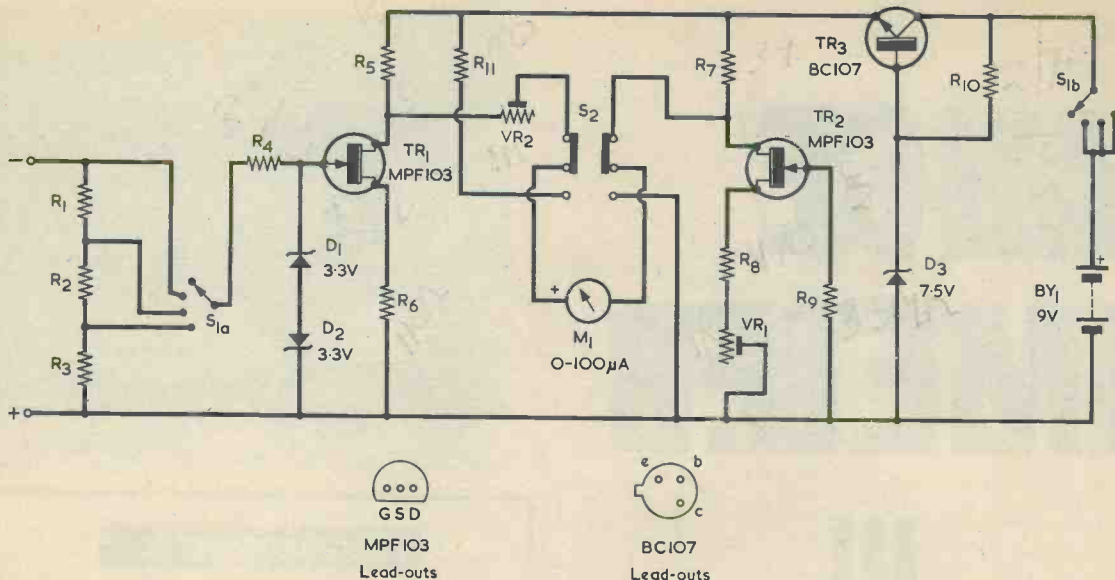 R5
R11
R7
TR3
BC107
R10
S1b
R4
VR2
S2
TR2
MPF103
TR1
MPF103
−
R1
D1
3·3V
R2
S1a
R6
+
M1
0-100µA
R8
R9
D3
7·5V
+
BY1
9V
D2
3·3V
VR1
R3
+
G S D
MPF103
Lead-outs
e b
c
BC107
Lead-outs